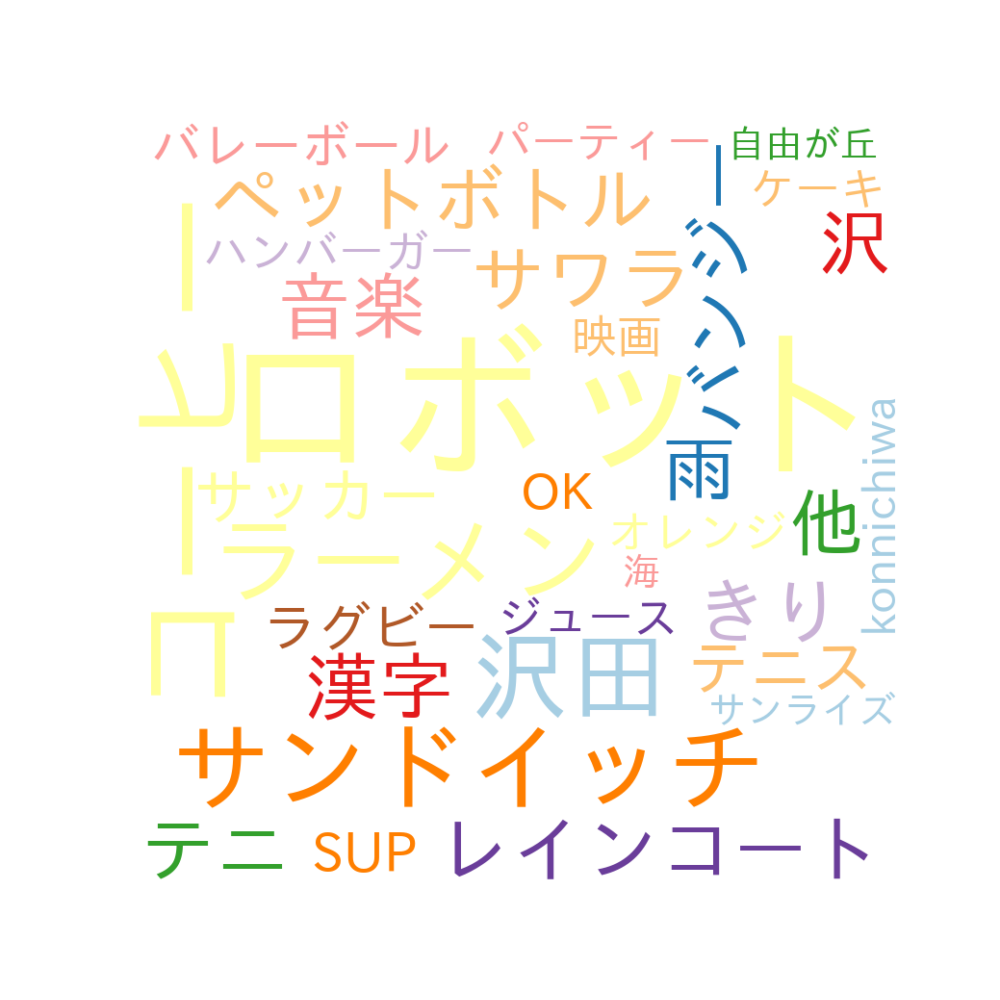 バレーボール
パーティー
自由が丘
ケーキ
ペットボトル
沢
ハンバーガー
サワラ
バンジー
音楽
映画
コーヒー
ロボット
雨
konnichiwa
サッカー
OK
他
オレンジ
ラーメン
海
きり
ジュース
ラグビー
沢田
テニス
漢字
サンライズ
サンドイッチ
テニ
SUP
レインコート